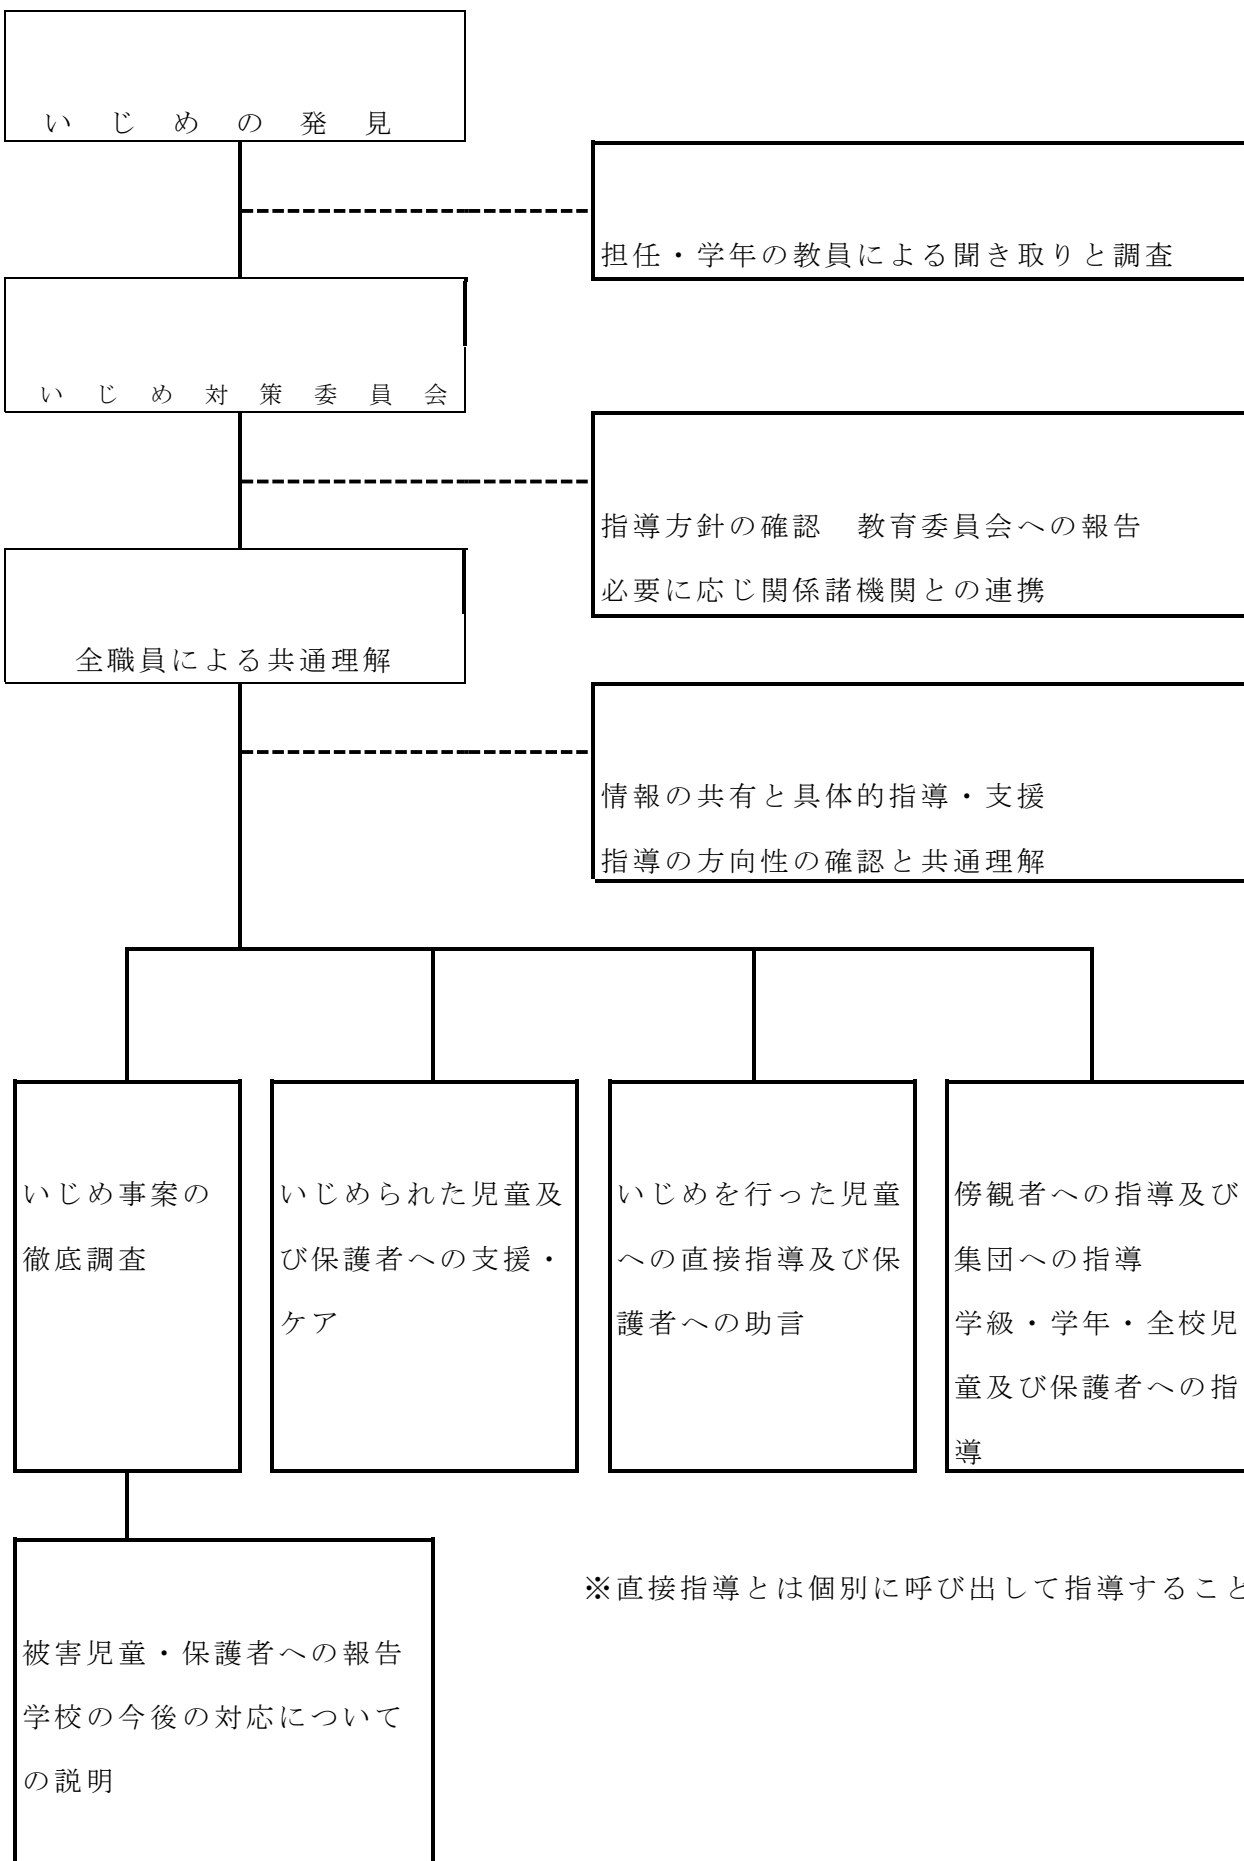 いじめの発見
担任・学年の教員による聞き取りと調査
いじめ対策委員会
指導方針の確認　教育委員会への報告
必要に応じ関係諸機関との連携
全職員による共通理解
情報の共有と具体的指導・支援
指導の方向性の確認と共通理解
いじめ事案の
徹底調査
いじめられた児童及
び保護者への支援・
ケア
いじめを行った児童
への直接指導及び保
護者への助言
傍観者への指導及び
集団への指導
学級・学年・全校児
童及び保護者への指
導
※直接指導とは個別に呼び出して指導すること
被害児童・保護者への報告
学校の今後の対応について
の説明